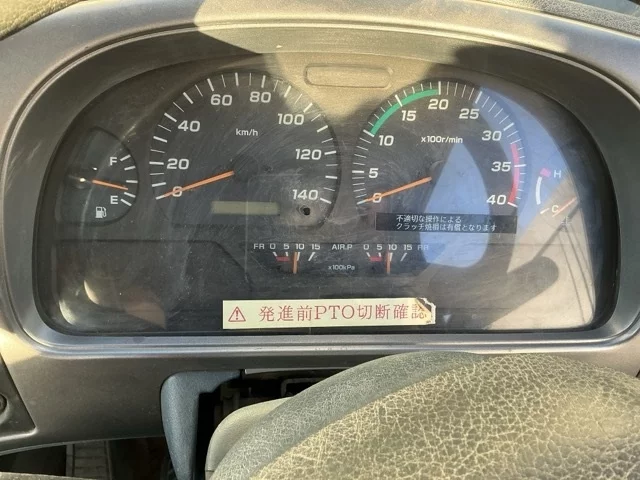 60 80
40 100
20 120
0 140
km/h
F
E
15 20 25
10 30
5 35
0 40
x100r/min
H
C
不適切な操作による
クラッチ焼損は有償となります
FR 0 5 10 15 AIR.P 0 5 10 15 RR
x100kPa
⚠ 発進前PTO切断確認